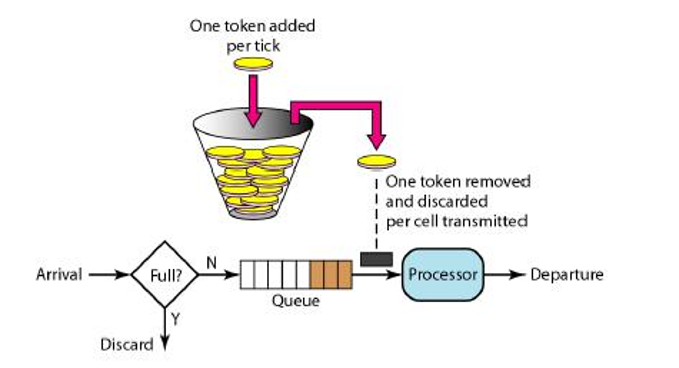 One token added
per tick
One token removed
and discarded
per cell transmitted
Arrival
Full?
N
Queue
Processor
Departure
Y
Discard